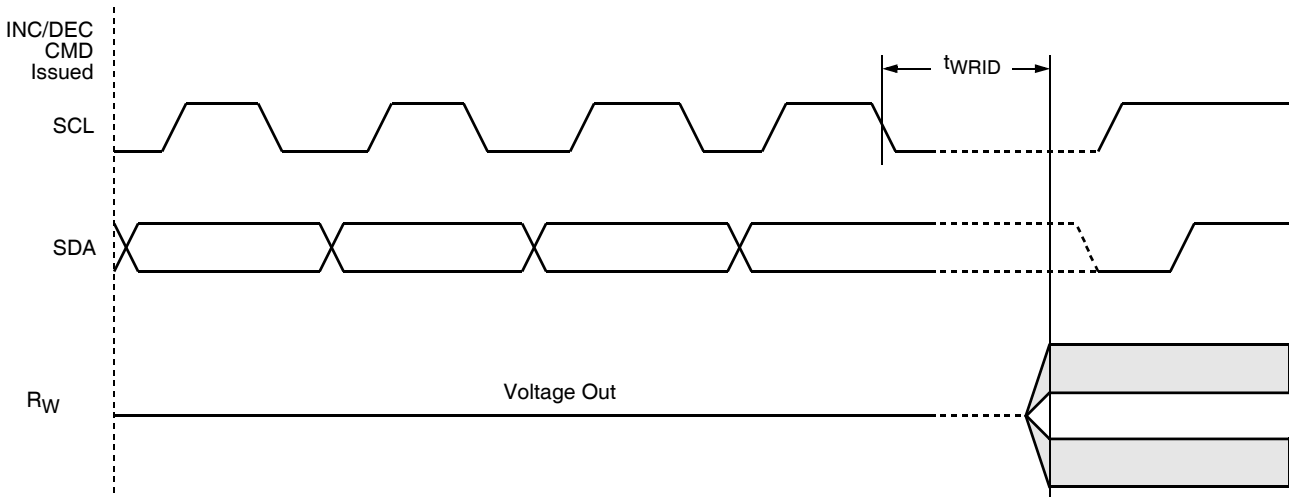 INC/DEC
CMD
Issued
tWRID
SCL
SDA
Voltage Out
RW